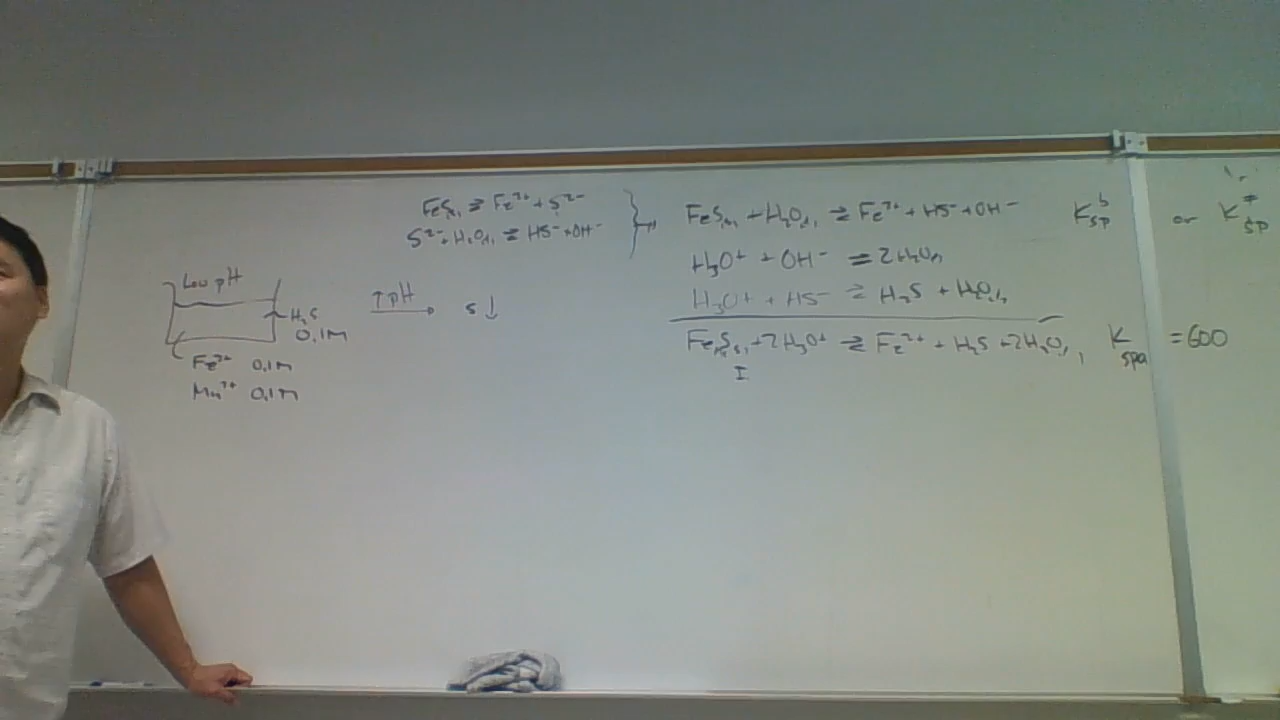 FeS(s) ⇌ Fe²⁺ + S²⁻
S²⁻ + H₂O(l) ⇌ HS⁻ + OH⁻
FeS(s) + H₂O(l) ⇌ Fe²⁺ + HS⁻ + OH⁻ Kspᵇ or Ksp*
H₃O⁺ + OH⁻ ⇌ 2H₂O(l)
H₃O⁺ + HS⁻ ⇌ H₂S + H₂O(l)
FeS(s) + 2H₃O⁺ ⇌ Fe²⁺ + H₂S + 2H₂O(l) Kspa = 600
I
Low pH
H₂S
0.1M
Fe²⁺ 0.1M
Mn²⁺ 0.1M
↑pH
S ↓